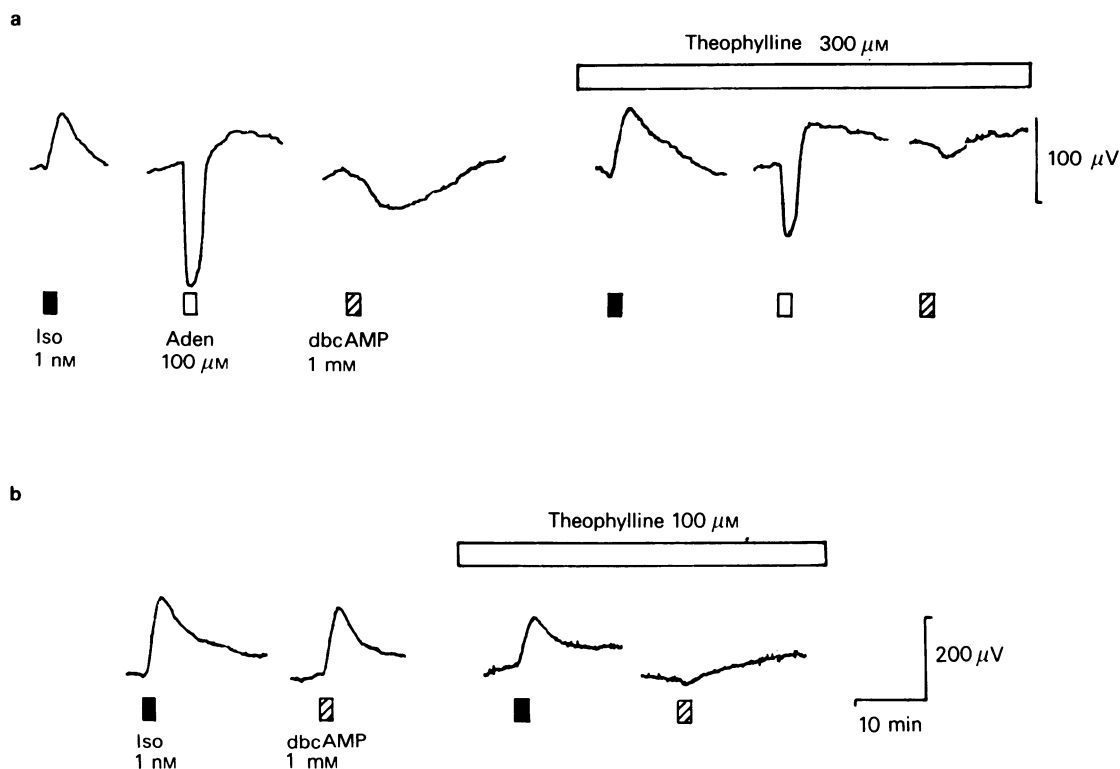 a
Theophylline 300 μM
100 μV
Iso
1 nM
Aden
100 μM
dbcAMP
1 mM
b
Theophylline 100 μM
200 μV
10 min
Iso
1 nM
dbcAMP
1 mM